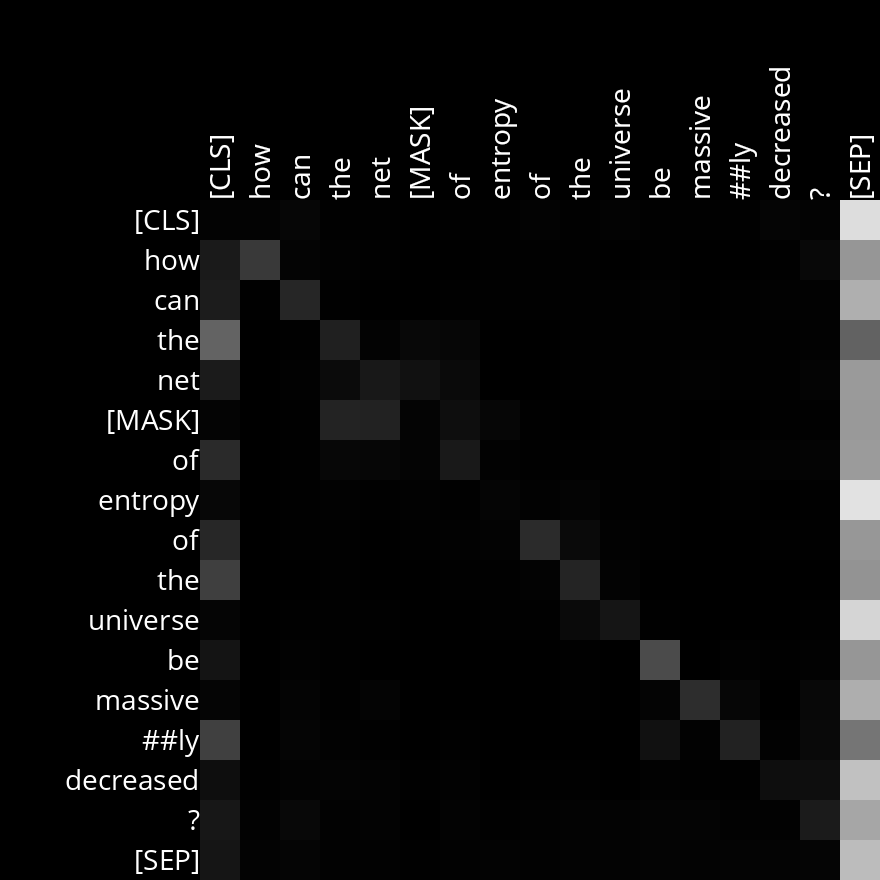 [CLS] how can the net [MASK] of entropy of the universe be massive ##ly decreased ? [SEP]
[CLS]
how
can
the
net
[MASK]
of
entropy
of
the
universe
be
massive
##ly
decreased
?
[SEP]